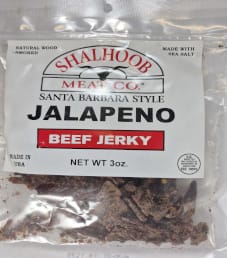 NATURAL WOOD
SMOKED
MADE WITH
SEA SALT
SHALHOOB
MEAT CO.
SANTA BARBARA STYLE
JALAPENO
BEEF JERKY
MADE IN
USA
NET WT 3oz.